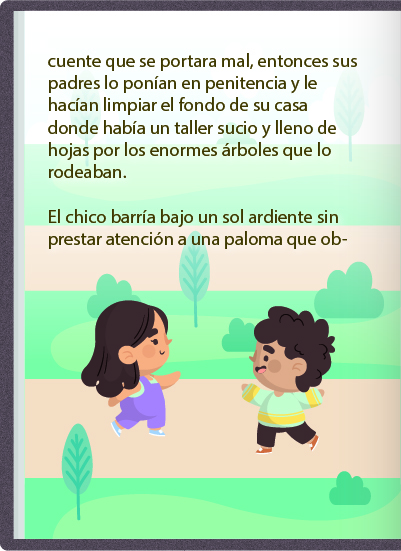 cuente que se portara mal, entonces sus
padres lo ponían en penitencia y le
hacían limpiar el fondo de su casa
donde había un taller sucio y lleno de
hojas por los enormes árboles que lo
rodeaban.
El chico barría bajo un sol ardiente sin
prestar atención a una paloma que ob-